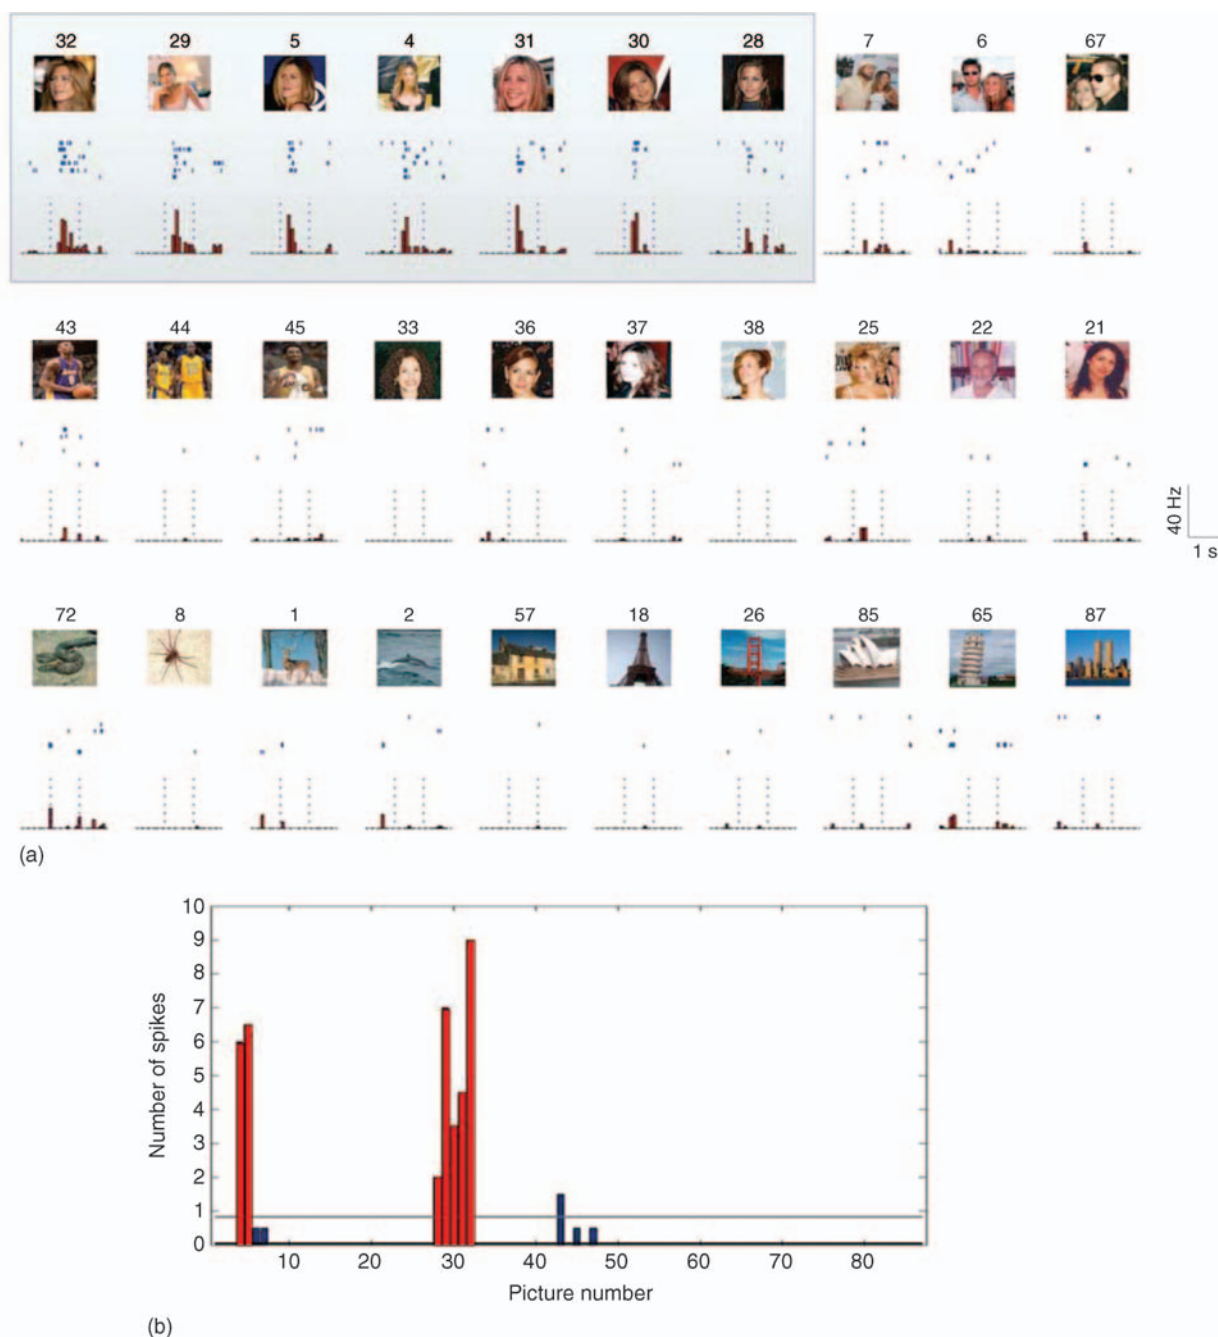 32 29 5 4 31 30 28 7 6 67
43 44 45 33 36 37 38 25 22 21
40 Hz
1 s
72 8 1 2 57 18 26 85 65 87
(a)
10
9
8
7
6
5
4
3
2
1
0
Number of spikes
10 20 30 40 50 60 70 80
Picture number
(b)